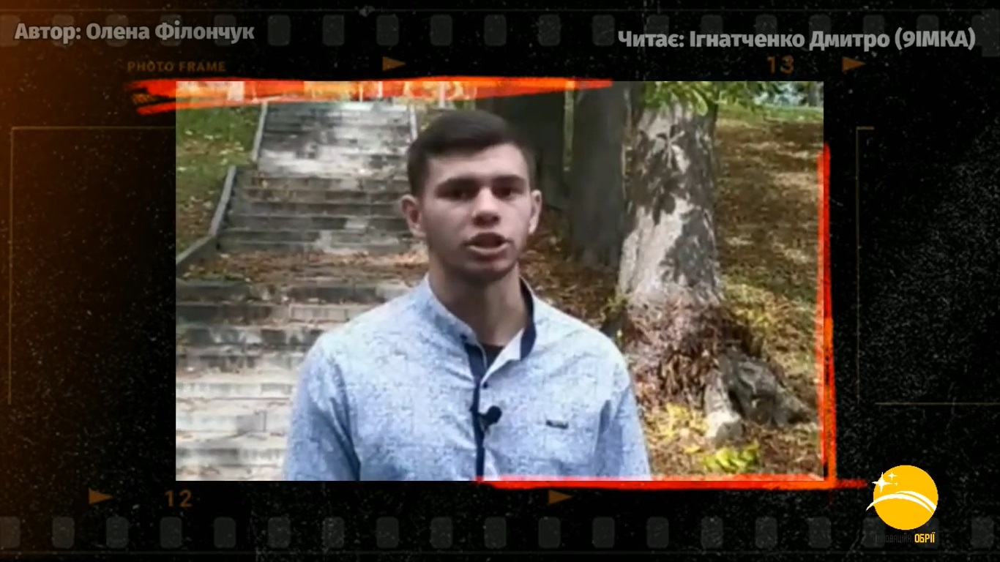 Автор: Олена Філончук
Читає: Ігнатченко Дмитро (9ІМКА)
PHOTO FRAME
13
12
ОБРІЇ